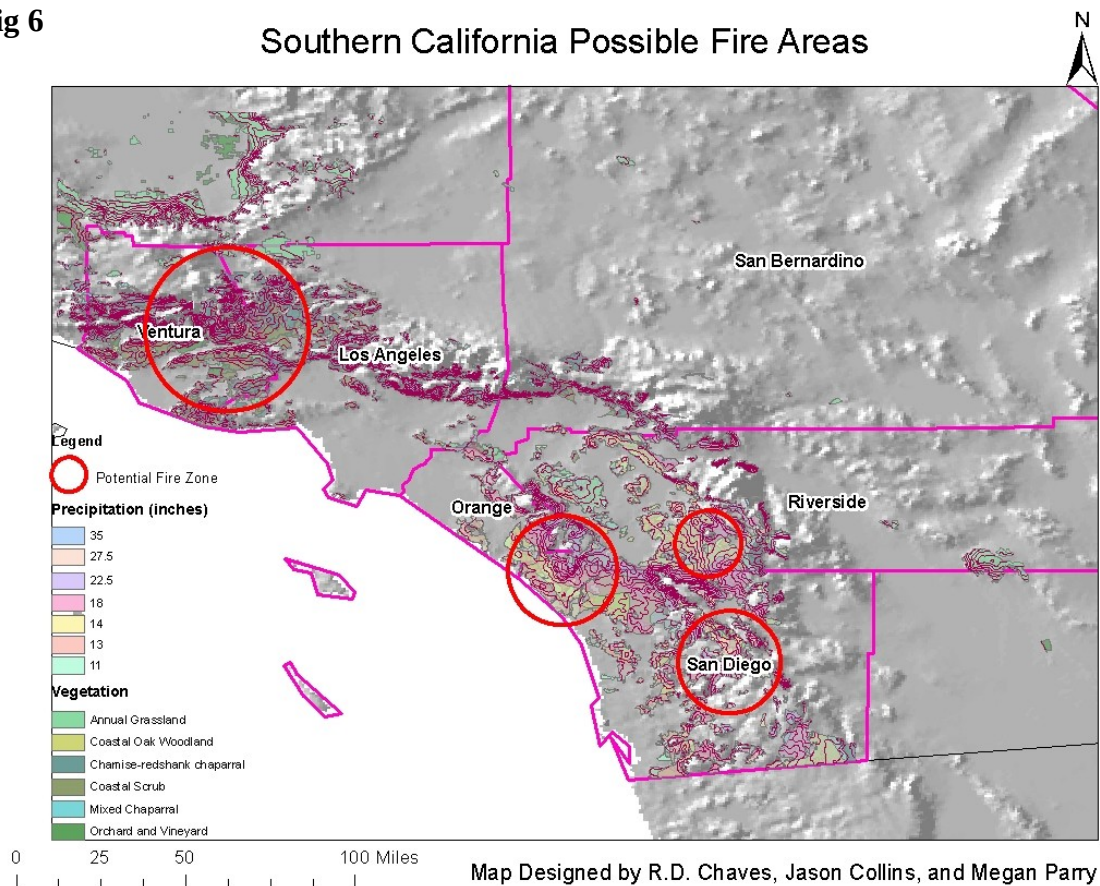 ig 6
N
Southern California Possible Fire Areas
San Bernardino
Ventura
Los Angeles
Legend
Potential Fire Zone
Orange
Riverside
Precipitation (inches)
35
27.5
22.5
18
14
13
11
San Diego
Vegetation
Annual Grassland
Coastal Oak Woodland
Chamise-redshank chaparral
Coastal Scrub
Mixed Chaparral
Orchard and Vineyard
0 25 50 100 Miles
Map Designed by R.D. Chaves, Jason Collins, and Megan Parry